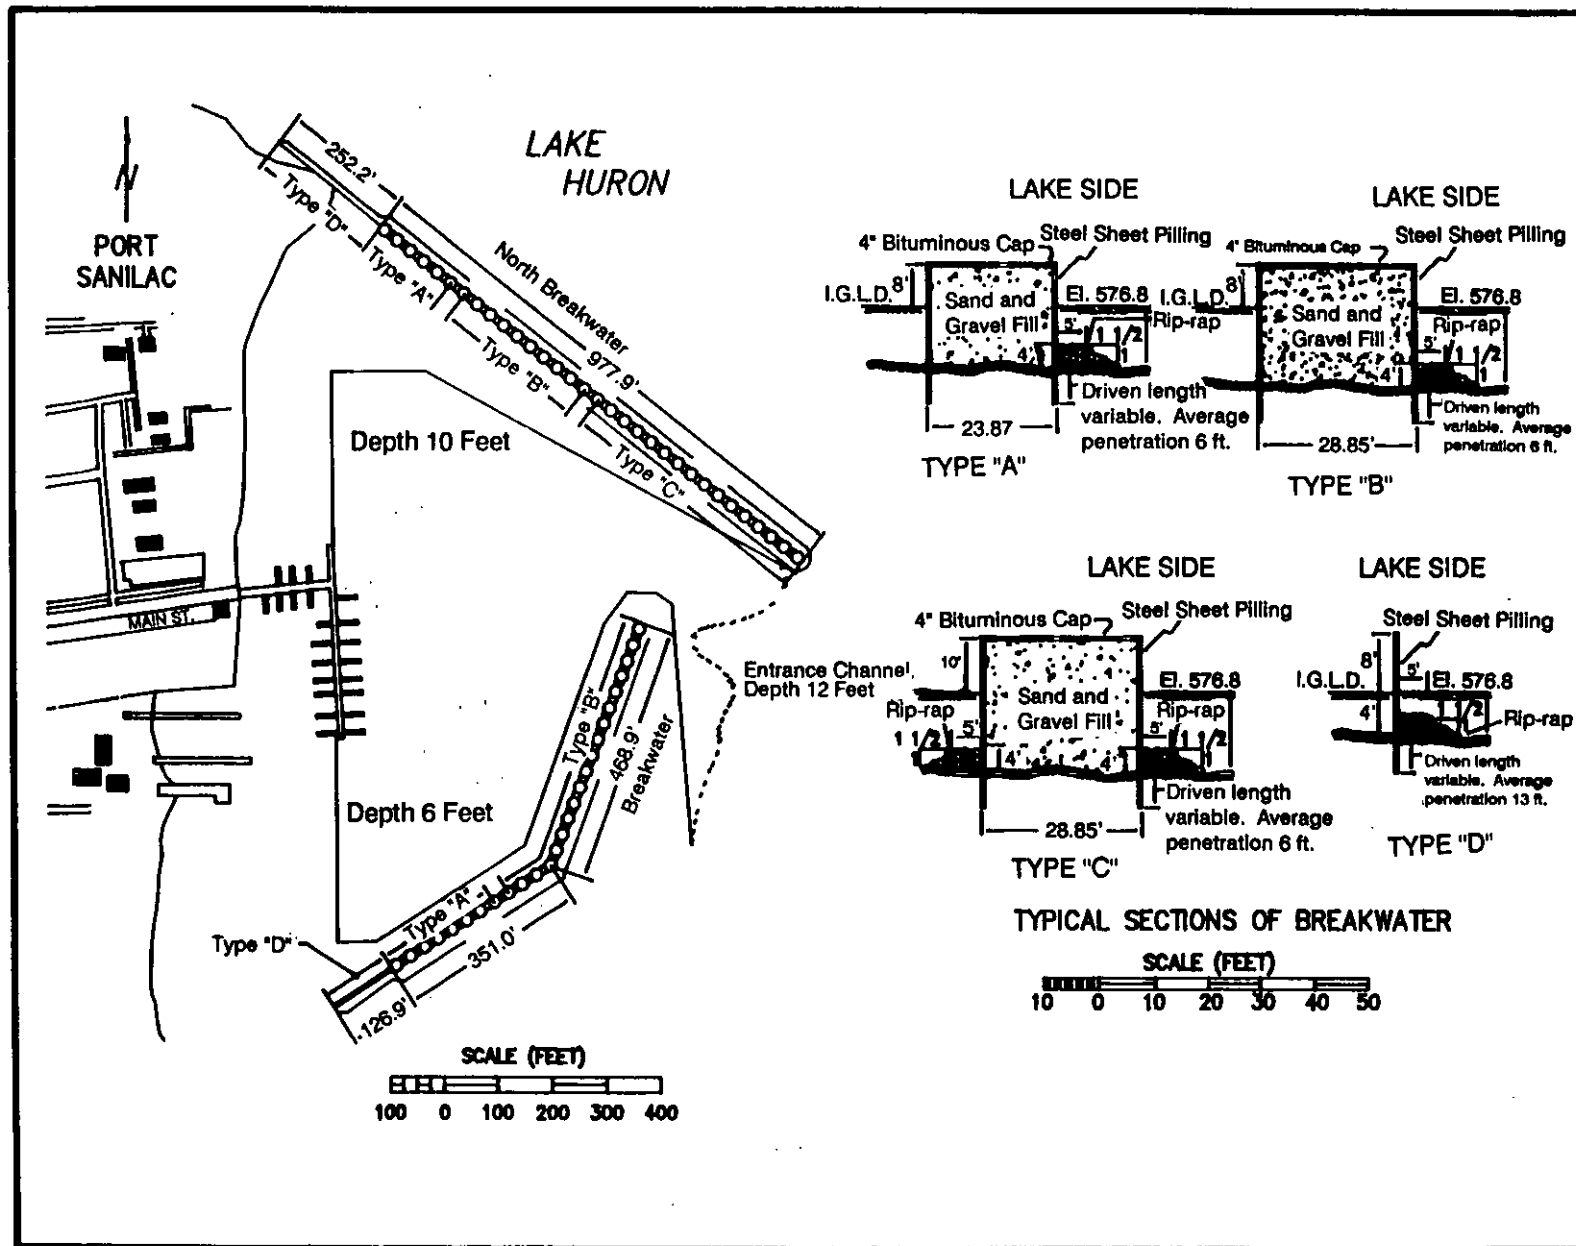 LAKE
HURON
N
PORT
SANILAC
252.2'
Type "D"
Type "A"
Type "B"
Type "C"
North Breakwater
977.9'
Depth 10 Feet
MAIN ST.
Entrance Channel
Depth 12 Feet
Type "B"
468.9'
Breakwater
Depth 6 Feet
Type "A"
351.0'
Type "D"
126.9'
SCALE (FEET)
100 0 100 200 300 400
LAKE SIDE
4" Bituminous Cap
Steel Sheet Pilling
I.G.L.D. 8'
Sand and
Gravel Fill
El. 576.8
5'
Rip-rap
4'
1 1/2
1
Driven length
variable. Average
penetration 6 ft.
23.87
TYPE "A"
LAKE SIDE
4" Bituminous Cap
Steel Sheet Pilling
I.G.L.D. 8'
Sand and
Gravel Fill
El. 576.8
Rip-rap
5'
4'
1 1/2
1
Driven length
variable. Average
penetration 6 ft.
28.85'
TYPE "B"
LAKE SIDE
4" Bituminous Cap
Steel Sheet Pilling
10'
Sand and
Gravel Fill
El. 576.8
Rip-rap
Rip-rap
1 1/2
5'
4'
4'
5'
1 1/2
Driven length
variable. Average
penetration 6 ft.
28.85'
TYPE "C"
LAKE SIDE
Steel Sheet Pilling
8'
5'
I.G.L.D.
El. 576.8
4'
1 1/2
Rip-rap
Driven length
variable. Average
penetration 13 ft.
TYPE "D"
TYPICAL SECTIONS OF BREAKWATER
SCALE (FEET)
10 0 10 20 30 40 50